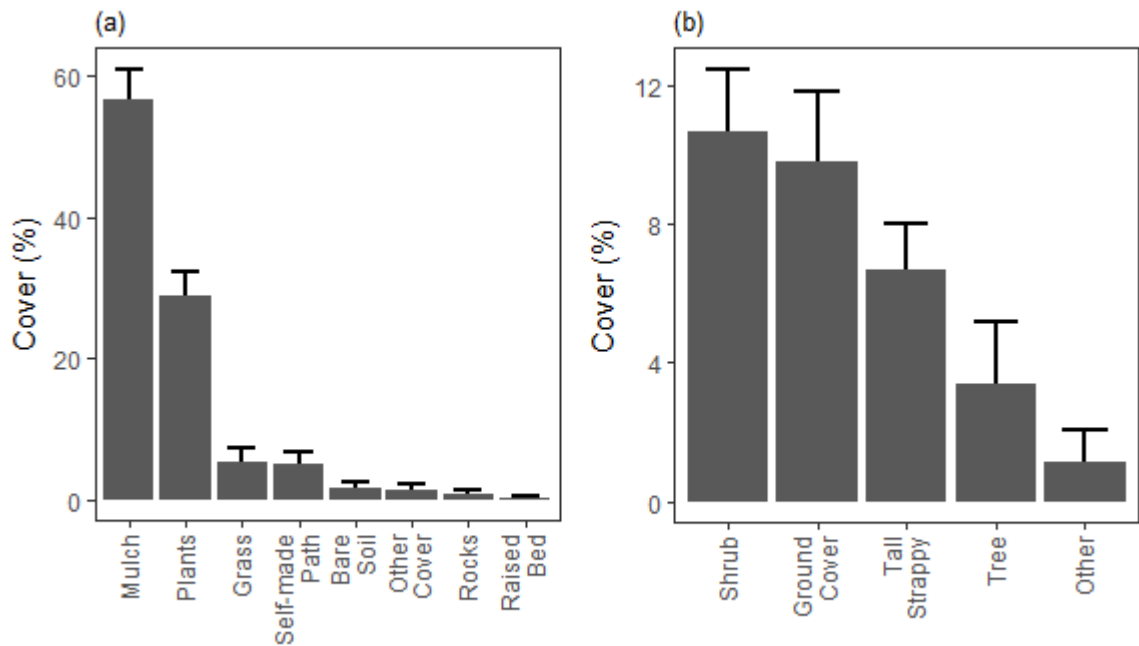 (a)
Cover (%)
60
40
20
0
Mulch
Plants
Grass
Self-made
Path
Bare
Soil
Other
Cover
Rocks
Raised
Bed
(b)
Cover (%)
12
8
4
0
Shrub
Ground
Cover
Tall
Strappy
Tree
Other